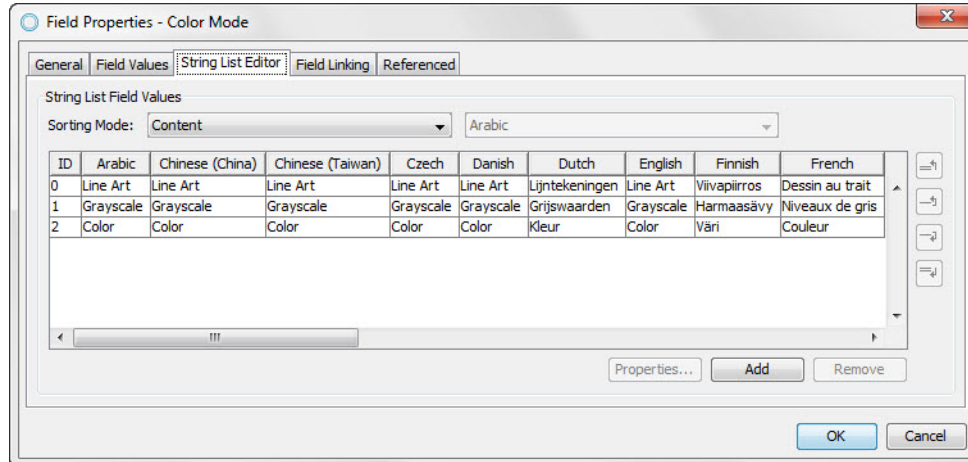 Field Properties - Color Mode
X
General Field Values String List Editor Field Linking Referenced
String List Field Values
Sorting Mode: Content Arabic
ID Arabic Chinese (China) Chinese (Taiwan) Czech Danish Dutch English Finnish French
0 Line Art Line Art Line Art Line Art Line Art Lijntekeningen Line Art Viivapiirros Dessin au trait
1 Grayscale Grayscale Grayscale Grayscale Grayscale Grijswaarden Grayscale Harmaasävy Niveaux de gris
2 Color Color Color Color Color Kleur Color Väri Couleur
Properties... Add Remove
OK Cancel